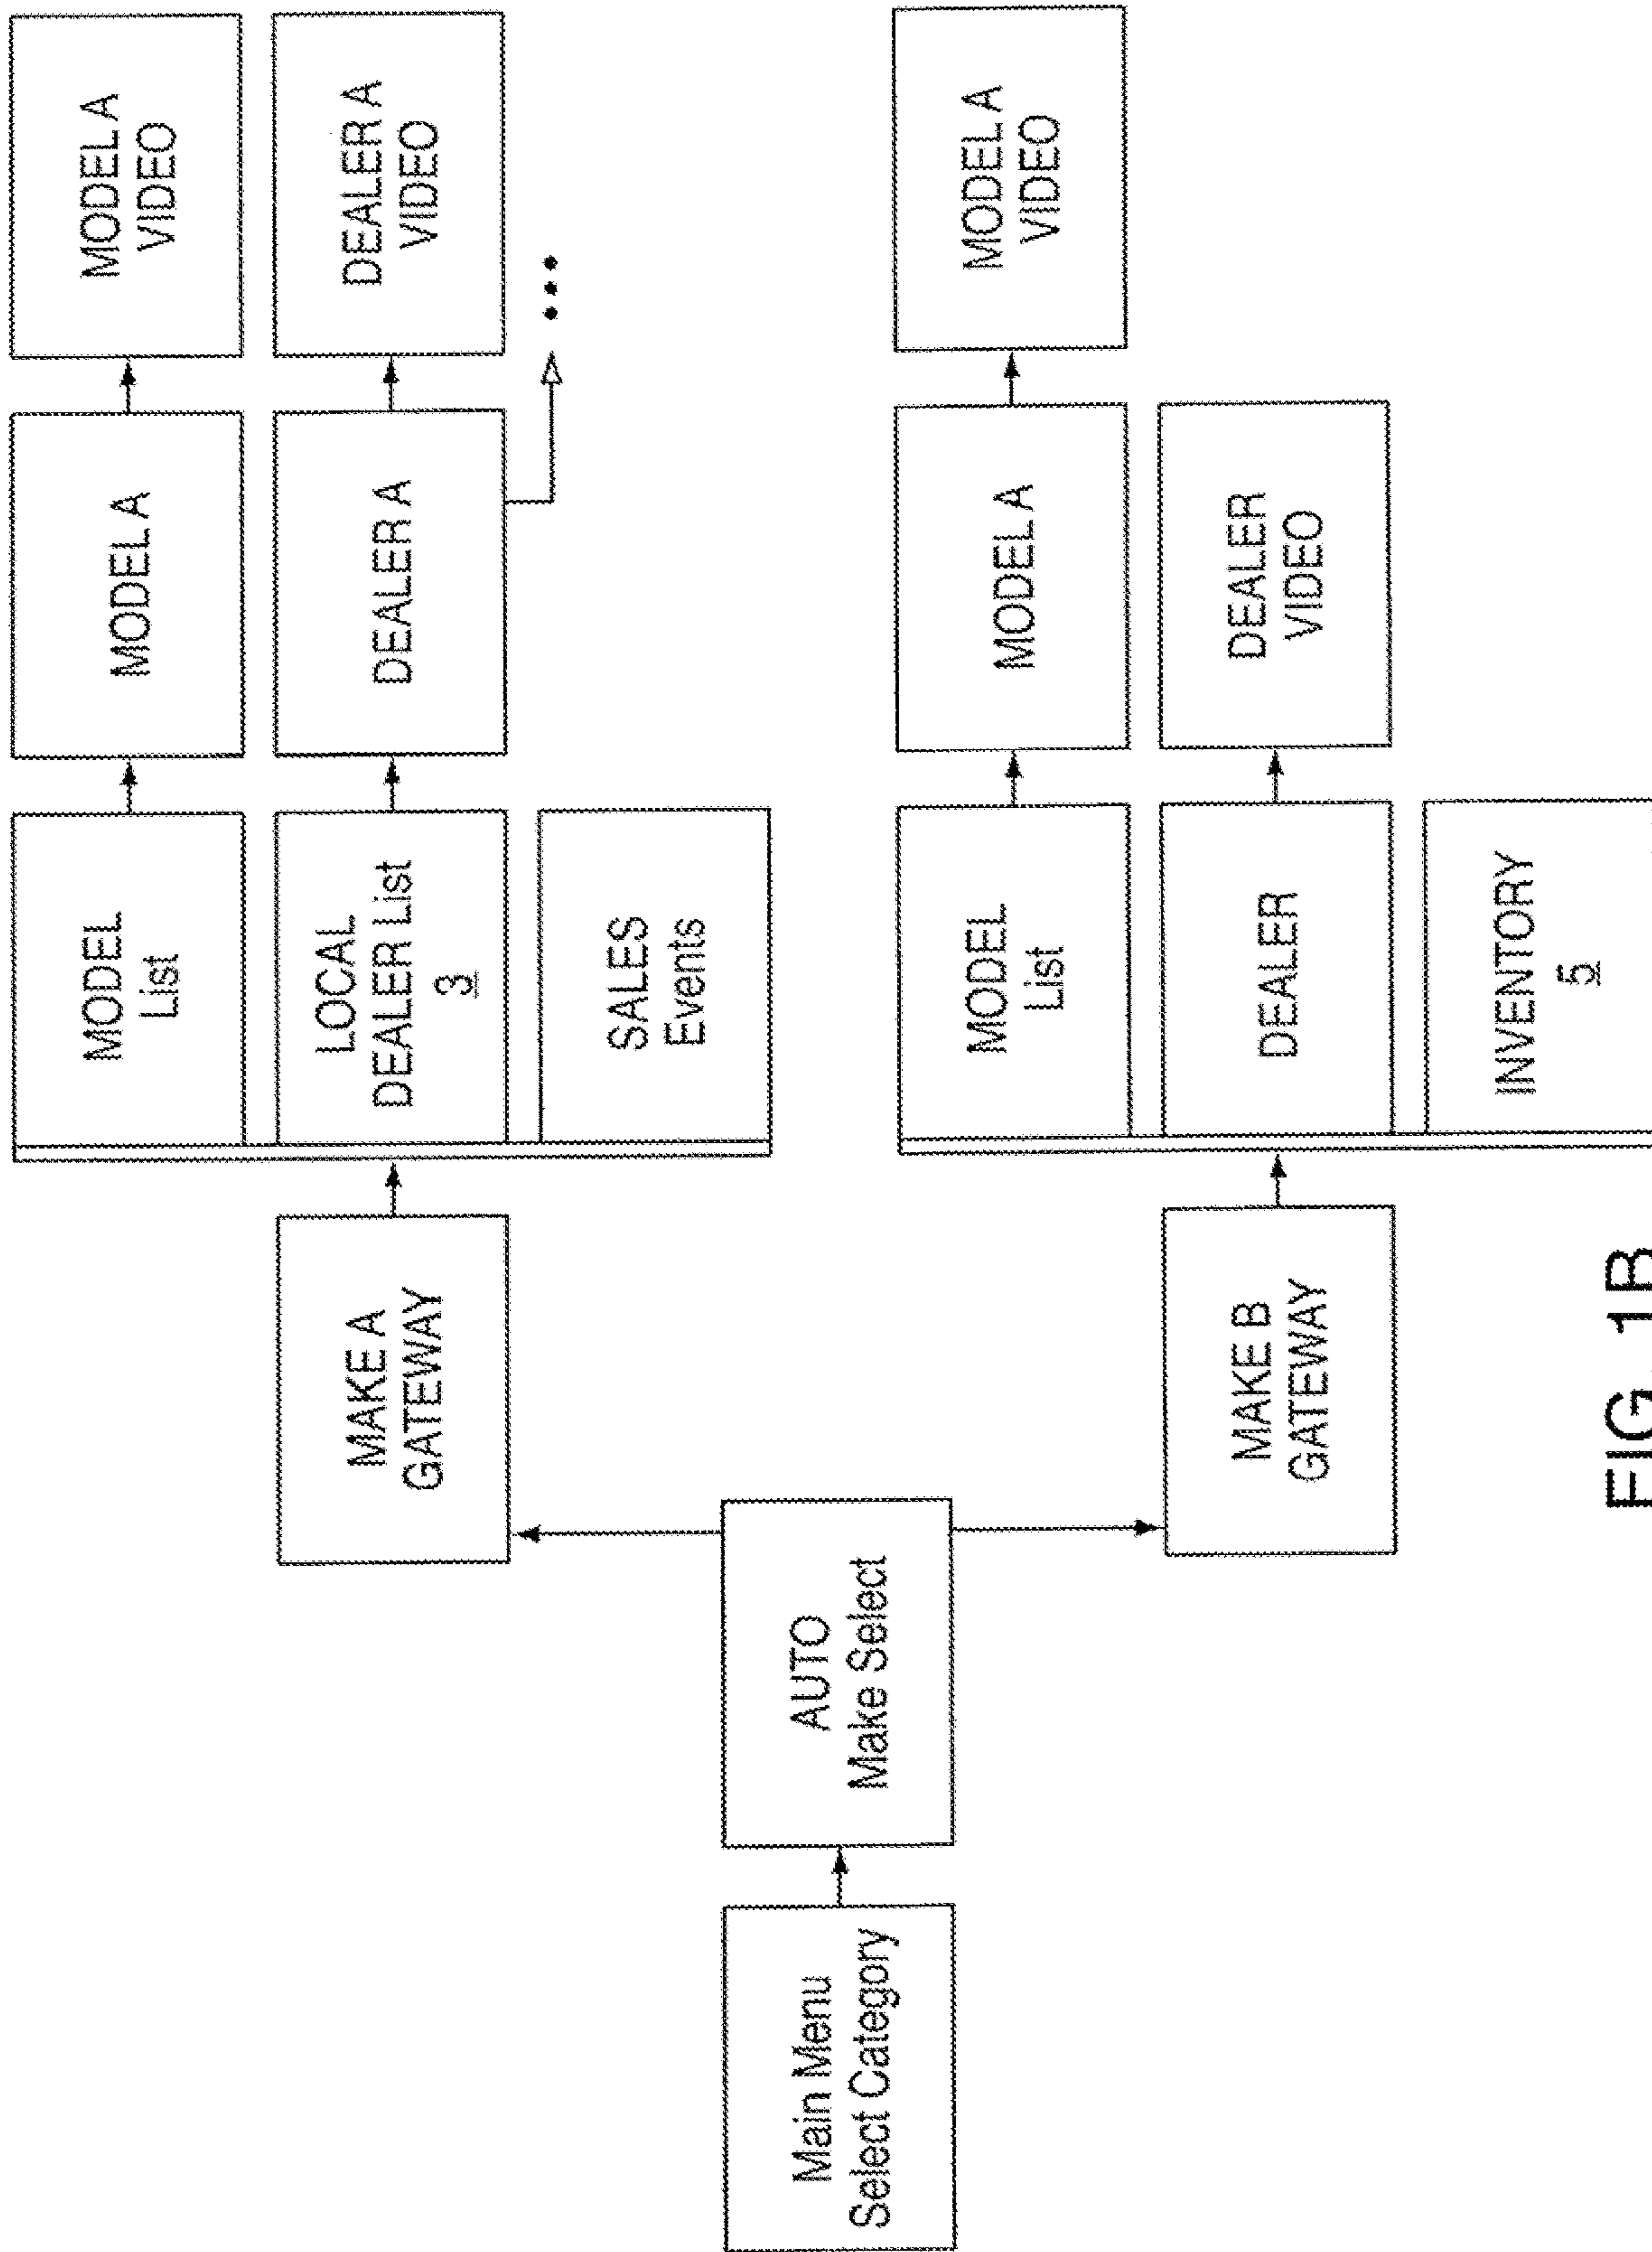 Main Menu
Select Category
AUTO
Make Select
MAKE A
GATEWAY
MODEL
List
MODEL A
MODEL A
VIDEO
LOCAL
DEALER List
3
DEALER A
DEALER A
VIDEO
SALES
Events
MAKE B
GATEWAY
MODEL
List
MODEL A
MODEL A
VIDEO
DEALER
DEALER
VIDEO
INVENTORY
5
FIG. 1B